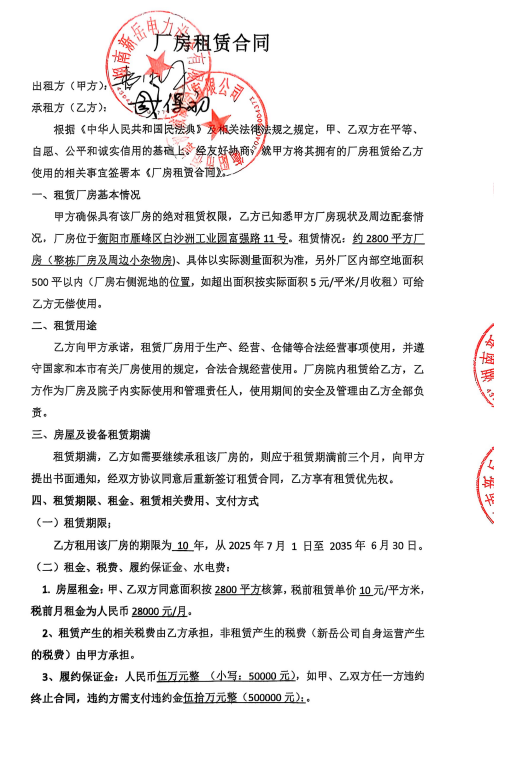 厂房租赁合同
出租方（甲方）：
承租方（乙方）：
根据《中华人民共和国民法典》及相关法律法规之规定，甲、乙双方在平等、
自愿、公平和诚实信用的基础上，经友好协商，就甲方将其拥有的厂房租赁给乙方
使用的相关事宜签署本《厂房租赁合同》。
一、租赁厂房基本情况
甲方确保具有该厂房的绝对租赁权限，乙方已知悉甲方厂房现状及周边配套情
况，厂房位于衡阳市雁峰区白沙洲工业园富强路 11 号。租赁情况：约 2800 平方厂
房（整栋厂房及周边小杂物房)、具体以实际测量面积为准，另外厂区内部空地面积
500 平以内（厂房右侧泥地的位置，如超出面积按实际面积 5 元/平米/月收租）可给
乙方无偿使用。
二、租赁用途
乙方向甲方承诺，租赁厂房用于生产、经营、仓储等合法经营事项使用，并遵
守国家和本市有关厂房使用的规定，合法合规经营使用。厂房院内租赁给乙方，乙
方作为厂房及院子内实际使用和管理责任人，使用期间的安全及管理由乙方全部负
责。
三、房屋及设备租赁期满
租赁期满，乙方如需要继续承租该厂房的，则应于租赁期满前三个月，向甲方
提出书面通知，经双方协议同意后重新签订租赁合同，乙方享有租赁优先权。
四、租赁期限、租金、租赁相关费用、支付方式
（一）租赁期限；
乙方租用该厂房的期限为 10 年，从 2025 年 7 月 1 日至 2035 年 6 月 30 日。
（二）租金、税费、履约保证金、水电费：
1. 房屋租金：甲、乙双方同意面积按 2800 平方核算，税前租赁单价 10 元/平方米，
税前月租金为人民币 28000 元/月。
2、租赁产生的相关税费由乙方承担，非租赁产生的税费（新岳公司自身运营产生
的税费）由甲方承担。
3、履约保证金：人民币伍万元整 （小写：50000 元），如甲、乙双方任一方违约
终止合同，违约方需支付违约金伍拾万元整（500000 元）：。